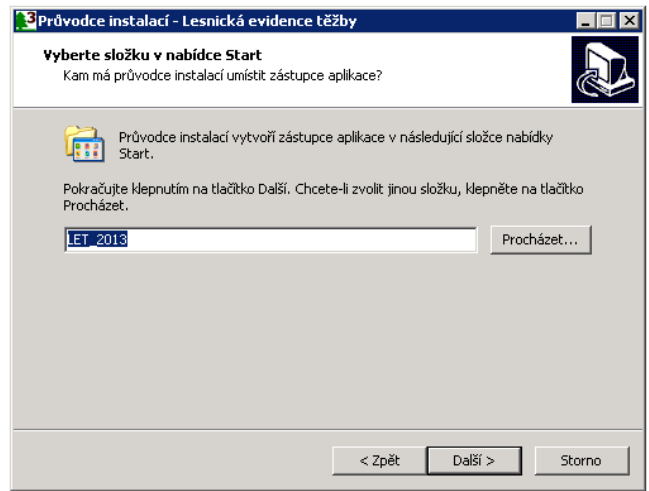 3
Průvodce instalací - Lesnická evidence těžby
Vyberte složku v nabídce Start
Kam má průvodce instalací umístit zástupce aplikace?
Průvodce instalací vytvoří zástupce aplikace v následující složce nabídky
Start.
Pokračujte klepnutím na tlačítko Další. Chcete-li zvolit jinou složku, klepněte na tlačítko
Procházet.
LET_2013
Procházet...
< Zpět
Další >
Storno